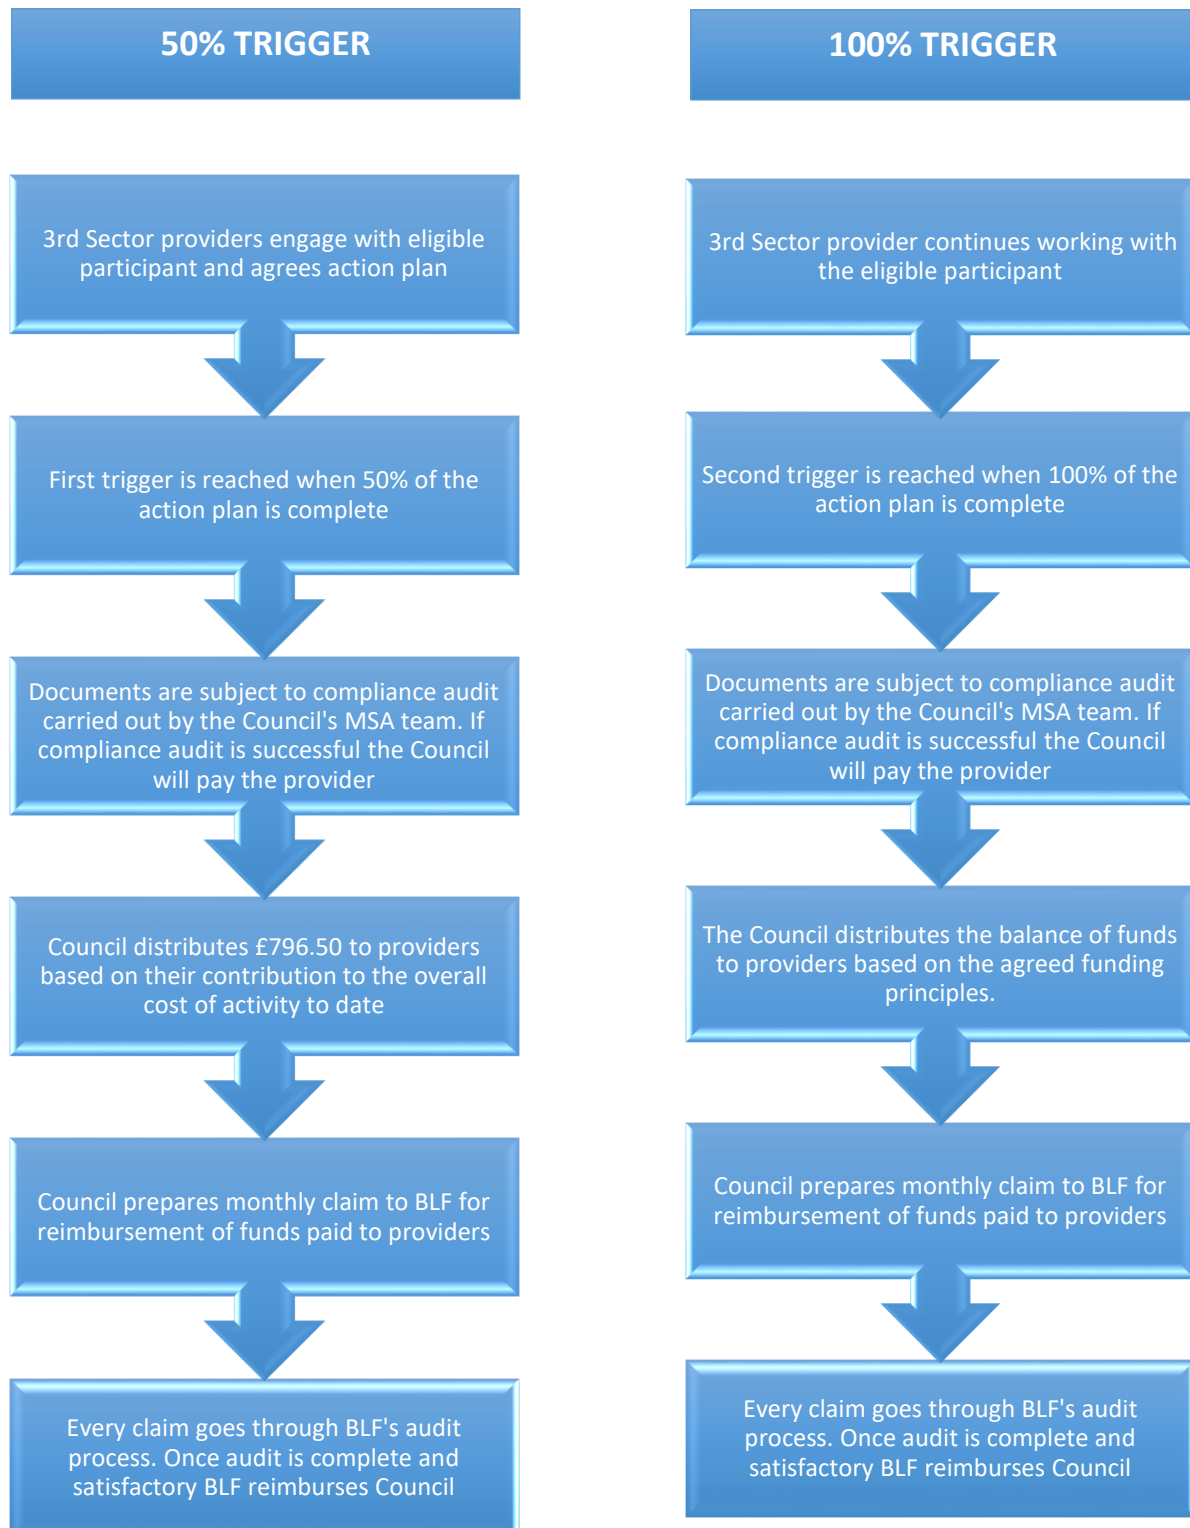 50% TRIGGER
3rd Sector providers engage with eligible
participant and agrees action plan
First trigger is reached when 50% of the
action plan is complete
Documents are subject to compliance audit
carried out by the Council's MSA team. If
compliance audit is successful the Council
will pay the provider
Council distributes £796.50 to providers
based on their contribution to the overall
cost of activity to date
Council prepares monthly claim to BLF for
reimbursement of funds paid to providers
Every claim goes through BLF's audit
process. Once audit is complete and
satisfactory BLF reimburses Council
100% TRIGGER
3rd Sector provider continues working with
the eligible participant
Second trigger is reached when 100% of the
action plan is complete
Documents are subject to compliance audit
carried out by the Council's MSA team. If
compliance audit is successful the Council
will pay the provider
The Council distributes the balance of funds
to providers based on the agreed funding
principles.
Council prepares monthly claim to BLF for
reimbursement of funds paid to providers
Every claim goes through BLF's audit
process. Once audit is complete and
satisfactory BLF reimburses Council